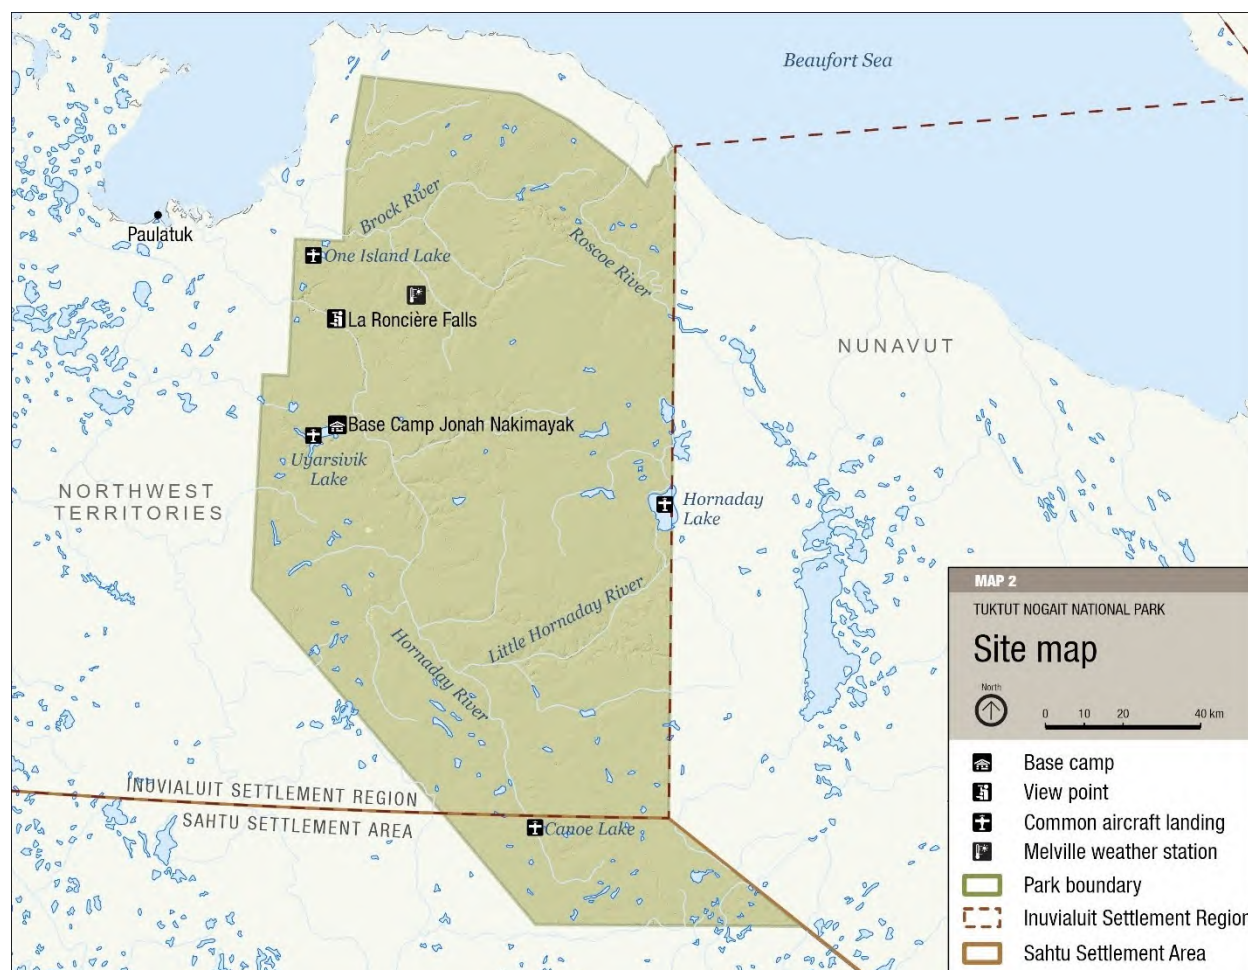 Beaufort Sea
Brock River
Paulatuk
One Island Lake
Roscoe River
La Roncière Falls
NUNAVUT
Base Camp Jonah Nakimayak
Uyarsivik
Lake
NORTHWEST
TERRITORIES
Hornaday
Lake
Little Hornaday River
Hornaday River
INUVIALUIT SETTLEMENT REGION
SAHTU SETTLEMENT AREA
Canoe Lake
MAP 2
TUKTUT NOGAIT NATIONAL PARK
Site map
North
0 10 20 40 km
Base camp
View point
Common aircraft landing
Melville weather station
Park boundary
Inuvialuit Settlement Region
Sahtu Settlement Area